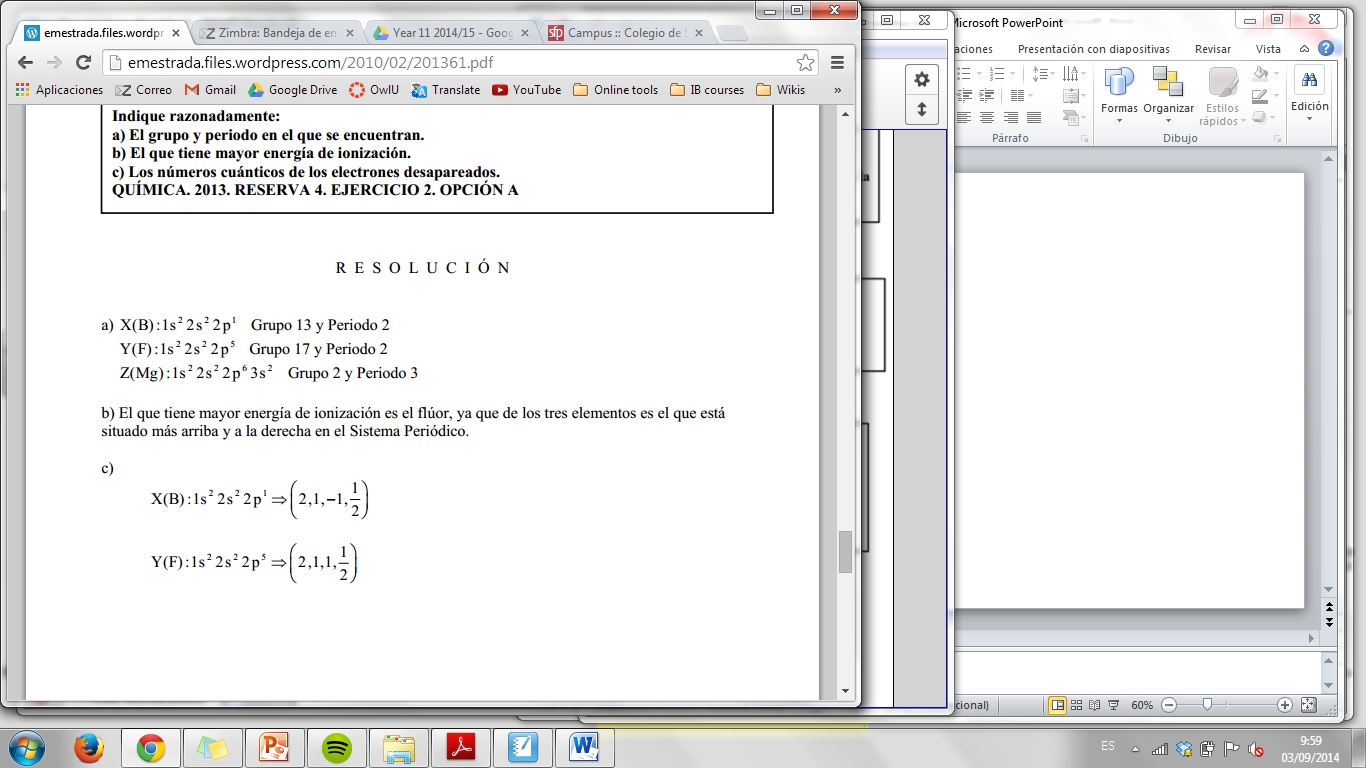 emestrada.files.wordpr
Zimbra: Bandeja de en
Year 11 2014/15 - Goog
Campus :: Colegio de
emestrada.files.wordpress.com/2010/02/201361.pdf
Aplicaciones Correo Gmail Google Drive OwlU Translate YouTube Online tools IB courses Wikis »
Indique razonadamente:
a) El grupo y periodo en el que se encuentran.
b) El que tiene mayor energía de ionización.
c) Los números cuánticos de los electrones desapareados.
QUÍMICA. 2013. RESERVA 4. EJERCICIO 2. OPCIÓN A
R E S O L U C I Ó N
a) X(B):1s² 2s² 2p¹ Grupo 13 y Periodo 2
Y(F):1s² 2s² 2p⁵ Grupo 17 y Periodo 2
Z(Mg):1s² 2s² 2p⁶ 3s² Grupo 2 y Periodo 3
b) El que tiene mayor energía de ionización es el flúor, ya que de los tres elementos es el que está
situado más arriba y a la derecha en el Sistema Periódico.
c)
X(B):1s² 2s² 2p¹ ⇒ (2,1,−1,1/2)
Y(F):1s² 2s² 2p⁵ ⇒ (2,1,1,1/2)
Microsoft PowerPoint
aciones Presentación con diapositivas Revisar Vista
Formas Organizar Estilos rápidos Edición
Párrafo Dibujo
cional) 60%
ES 9:59
03/09/2014